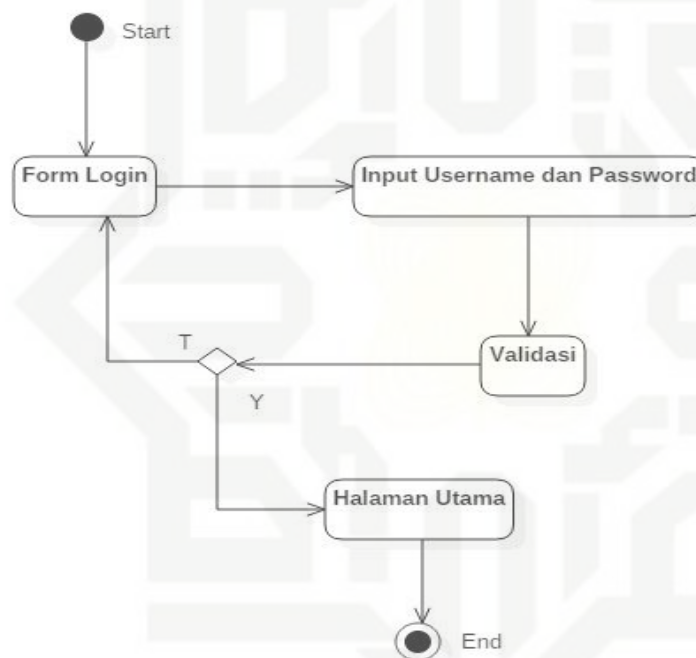 Start
Form Login
Input Username dan Password
T
Validasi
Y
Halaman Utama
End